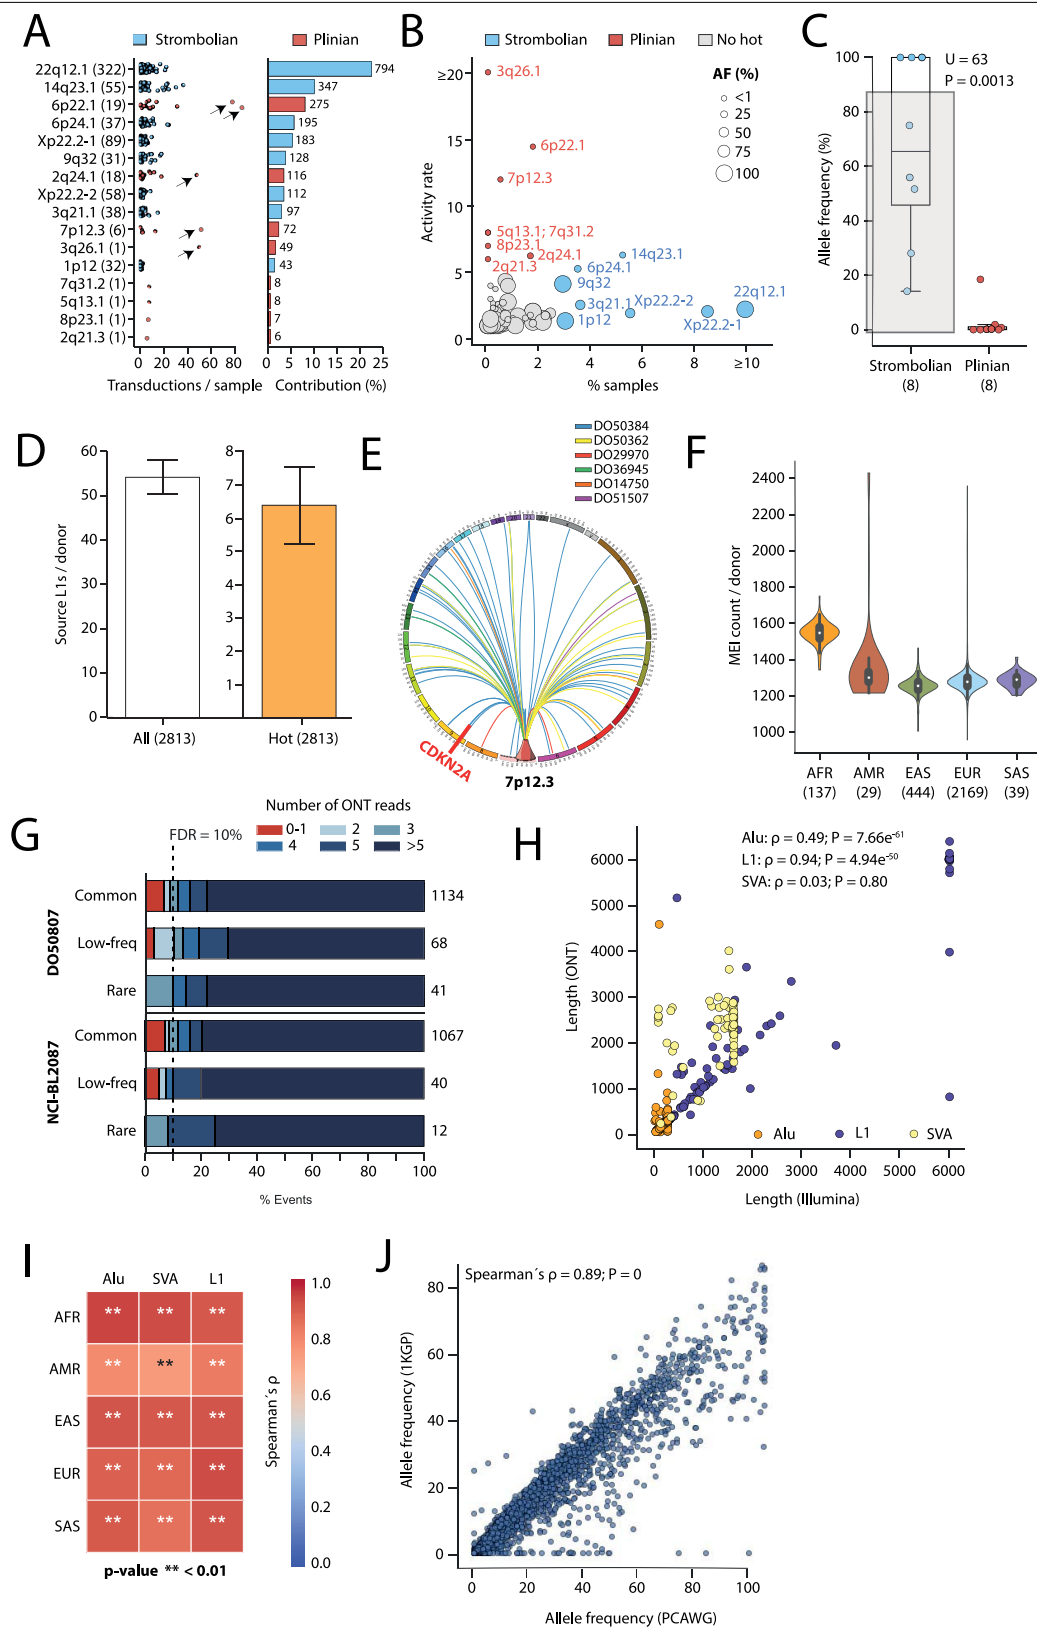 A
Strombolian
Plinian
22q12.1 (322)
14q23.1 (55)
6p22.1 (19)
6p24.1 (37)
Xp22.2-1 (89)
9q32 (31)
2q24.1 (18)
Xp22.2-2 (58)
3q21.1 (38)
7p12.3 (6)
3q26.1 (1)
1p12 (32)
7q31.2 (1)
5q13.1 (1)
8p23.1 (1)
2q21.3 (1)
794
347
275
195
183
128
116
112
97
72
49
43
8
8
7
6
0 20 40 60 80
0 5 10 15 20 25
Transductions / sample
Contribution (%)
B
Strombolian
Plinian
No hot
Activity rate
≥20
15
10
5
0
3q26.1
6p22.1
7p12.3
5q13.1; 7q31.2
8p23.1
2q24.1
2q21.3
14q23.1
6p24.1
9q32
3q21.1
Xp22.2-2
22q12.1
1p12
Xp22.2-1
AF (%)
<1
25
50
75
100
0 2 4 6 8 ≥10
% samples
C
U = 63
P = 0.0013
Allele frequency (%)
100
80
60
40
20
0
Strombolian
(8)
Plinian
(8)
D
Source L1s / donor
60
50
40
30
20
10
0
8
7
6
5
4
3
2
1
All (2813)
Hot (2813)
E
DO50384
DO50362
DO29970
DO36945
DO14750
DO51507
CDKN2A
7p12.3
F
MEI count / donor
2400
2200
2000
1800
1600
1400
1200
1000
AFR
(137)
AMR
(29)
EAS
(444)
EUR
(2169)
SAS
(39)
G
Number of ONT reads
FDR = 10%
0-1
2
3
4
5
>5
DO50807
Common
1134
Low-freq
68
Rare
41
NCI-BL2087
Common
1067
Low-freq
40
Rare
12
0 20 40 60 80 100
% Events
H
Alu: ρ = 0.49; P = 7.66e⁻⁶¹
L1: ρ = 0.94; P = 4.94e⁻⁵⁰
SVA: ρ = 0.03; P = 0.80
Length (ONT)
6000
5000
4000
3000
2000
1000
0
Alu
L1
SVA
0 1000 2000 3000 4000 5000 6000
Length (Illumina)
I
Alu SVA L1
AFR ** ** **
AMR ** ** **
EAS ** ** **
EUR ** ** **
SAS ** ** **
p-value ** < 0.01
Spearman´s ρ
1.0
0.8
0.6
0.4
0.2
0.0
J
Spearman´s ρ = 0.89; P = 0
Allele frequency (1KGP)
80
60
40
20
0
0 20 40 60 80 100
Allele frequency (PCAWG)